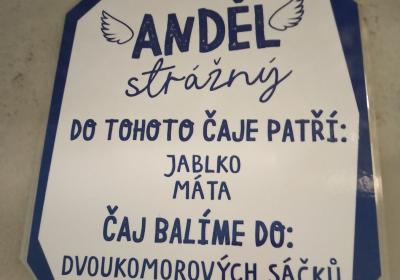 ANDĚL
strážný
DO TOHOTO ČAJE PATŘÍ:
JABLKO
MÁTA
ČAJ BALÍME DO:
DVOUKOMOROVÝCH SÁČKŮ